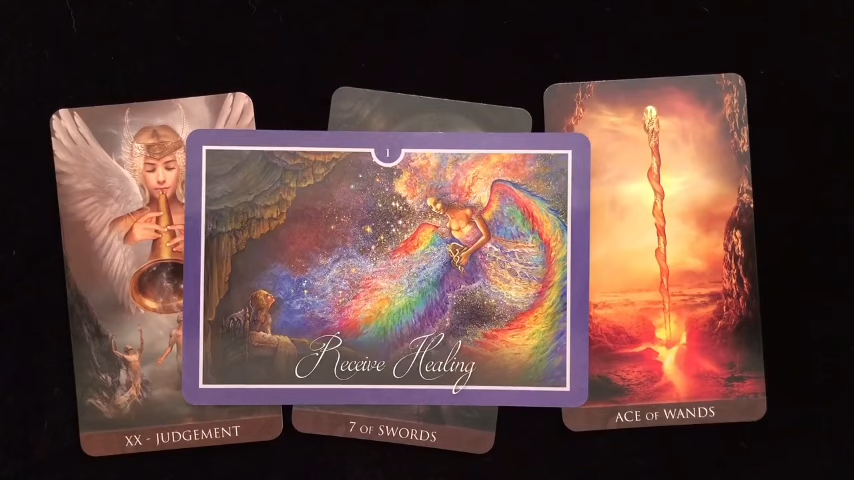 1
Receive Healing
XX - JUDGEMENT
7 OF SWORDS
ACE OF WANDS